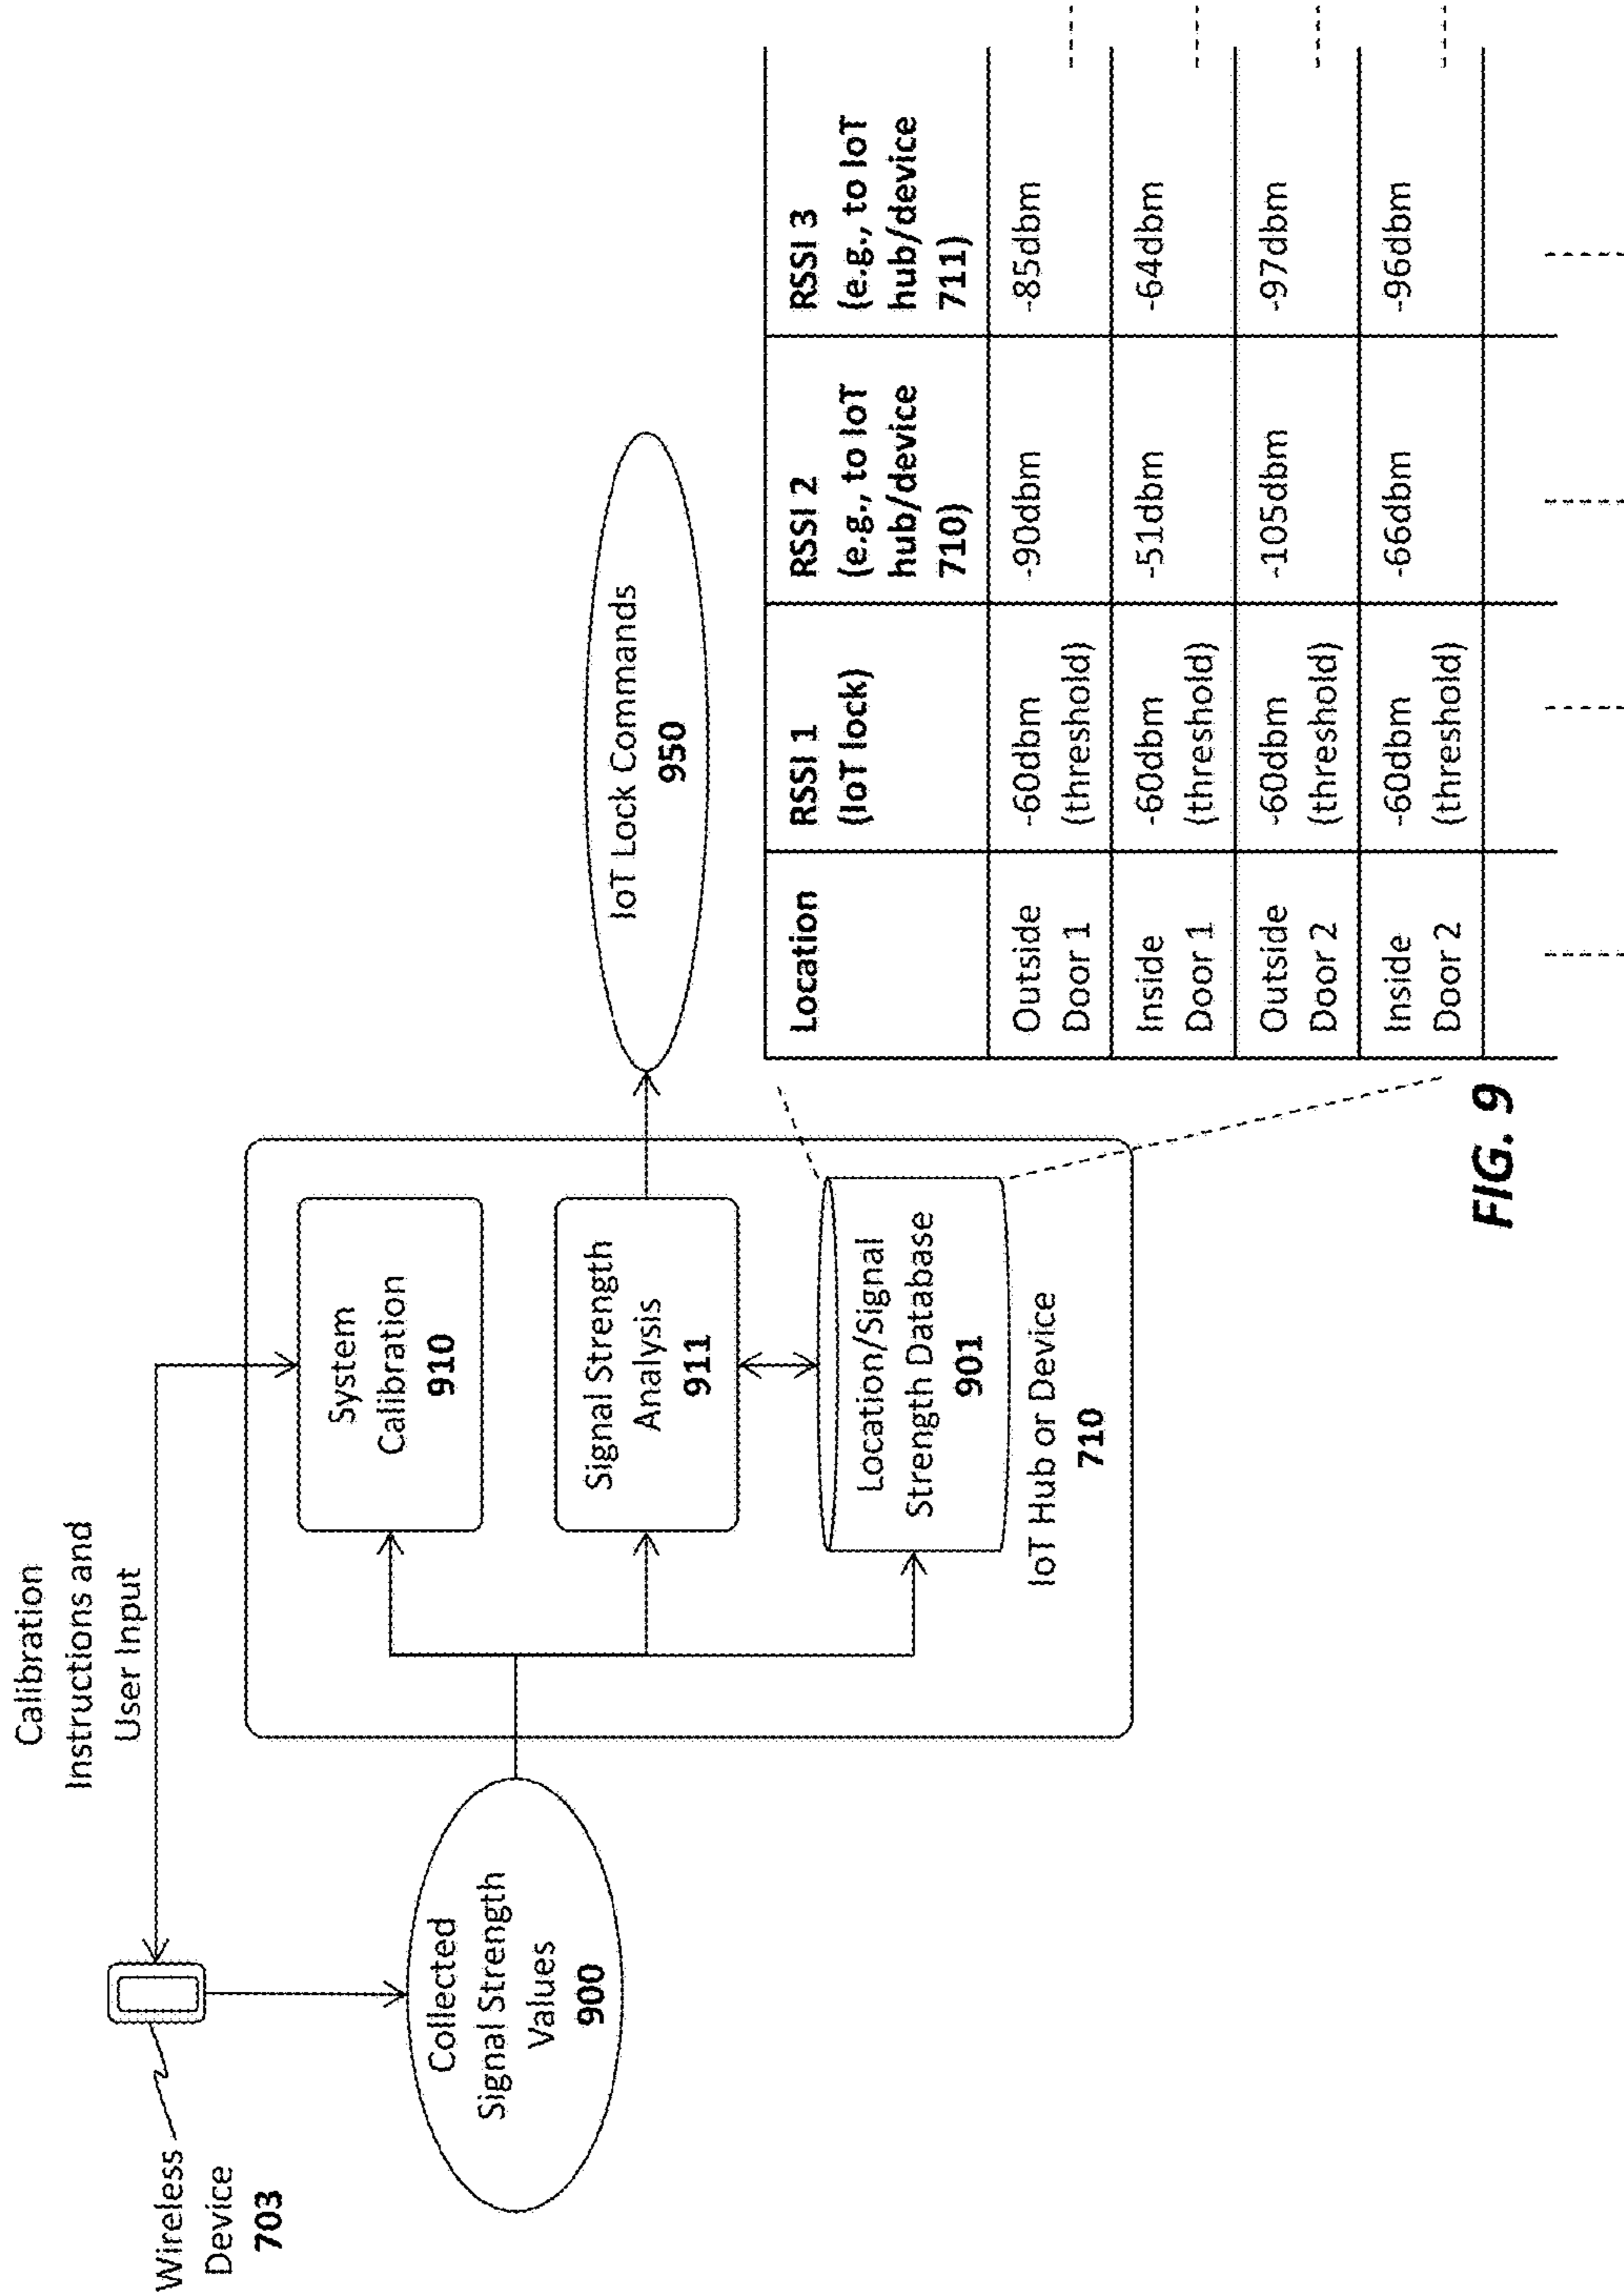 Calibration
Instructions and
User Input
Wireless
Device
703
Collected
Signal Strength
Values
900
System
Calibration
910
Signal Strength
Analysis
911
Location/Signal
Strength Database
901
IoT Hub or Device
710
IoT Lock Commands
950
Location
RSSI 1
(IoT lock)
RSSI 2
(e.g., to IoT
hub/device
710)
RSSI 3
(e.g., to IoT
hub/device
711)
Outside
Door 1
-60dbm
(threshold)
-90dbm
-85dbm
Inside
Door 1
-60dbm
(threshold)
-51dbm
-64dbm
Outside
Door 2
-60dbm
(threshold)
-105dbm
-97dbm
Inside
Door 2
-60dbm
(threshold)
-66dbm
-96dbm
FIG. 9